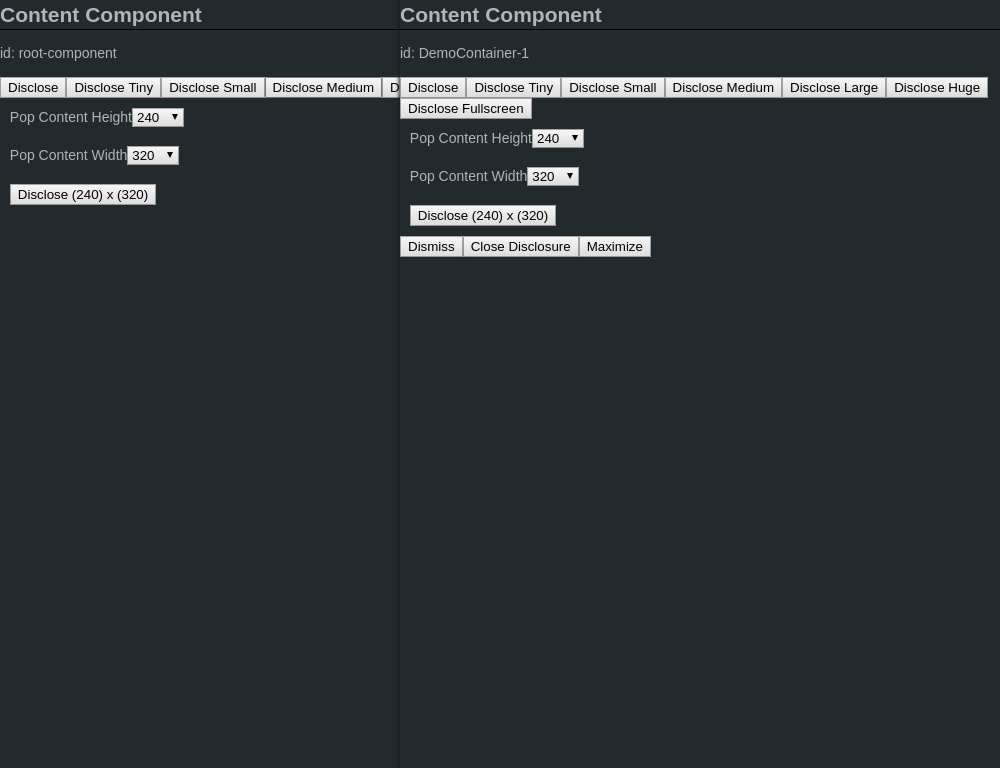 Content Component
id: root-component
Disclose Disclose Tiny Disclose Small Disclose Medium D
Pop Content Height 240
Pop Content Width 320
Disclose (240) x (320)
Content Component
id: DemoContainer-1
Disclose Disclose Tiny Disclose Small Disclose Medium Disclose Large Disclose Huge
Disclose Fullscreen
Pop Content Height 240
Pop Content Width 320
Disclose (240) x (320)
Dismiss Close Disclosure Maximize